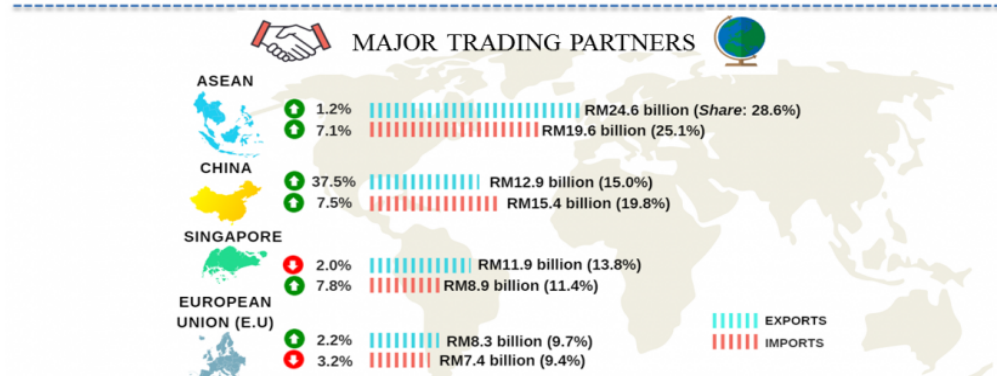 MAJOR TRADING PARTNERS
ASEAN
1.2% RM24.6 billion (Share: 28.6%)
7.1% RM19.6 billion (25.1%)
CHINA
37.5% RM12.9 billion (15.0%)
7.5% RM15.4 billion (19.8%)
SINGAPORE
2.0% RM11.9 billion (13.8%)
7.8% RM8.9 billion (11.4%)
EUROPEAN
UNION (E.U)
2.2% RM8.3 billion (9.7%)
3.2% RM7.4 billion (9.4%)
EXPORTS
IMPORTS